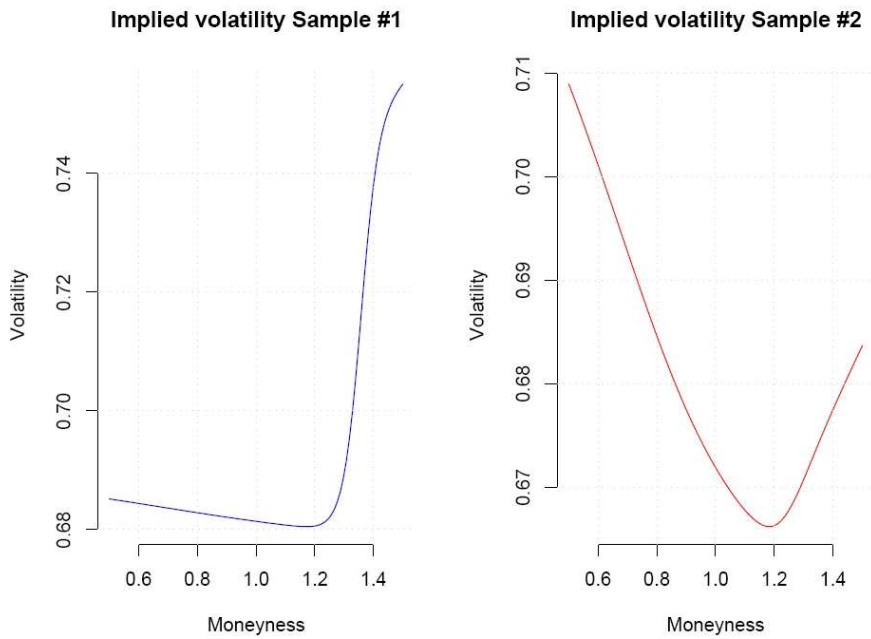 Implied volatility Sample #1
Volatility
0.74
0.72
0.70
0.68
0.6 0.8 1.0 1.2 1.4
Moneyness
Implied volatility Sample #2
Volatility
0.71
0.70
0.69
0.68
0.67
0.6 0.8 1.0 1.2 1.4
Moneyness